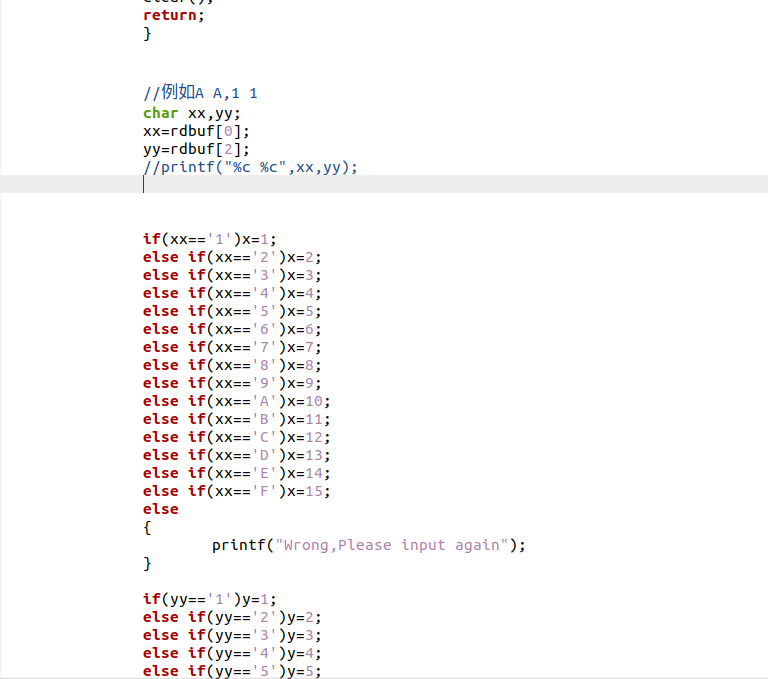 return;
}
//例如A A,1 1
char xx,yy;
xx=rdbuf[0];
yy=rdbuf[2];
//printf("%c %c",xx,yy);
if(xx=='1')x=1;
else if(xx=='2')x=2;
else if(xx=='3')x=3;
else if(xx=='4')x=4;
else if(xx=='5')x=5;
else if(xx=='6')x=6;
else if(xx=='7')x=7;
else if(xx=='8')x=8;
else if(xx=='9')x=9;
else if(xx=='A')x=10;
else if(xx=='B')x=11;
else if(xx=='C')x=12;
else if(xx=='D')x=13;
else if(xx=='E')x=14;
else if(xx=='F')x=15;
else
{
printf("Wrong,Please input again");
}
if(yy=='1')y=1;
else if(yy=='2')y=2;
else if(yy=='3')y=3;
else if(yy=='4')y=4;
else if(yy=='5')y=5;